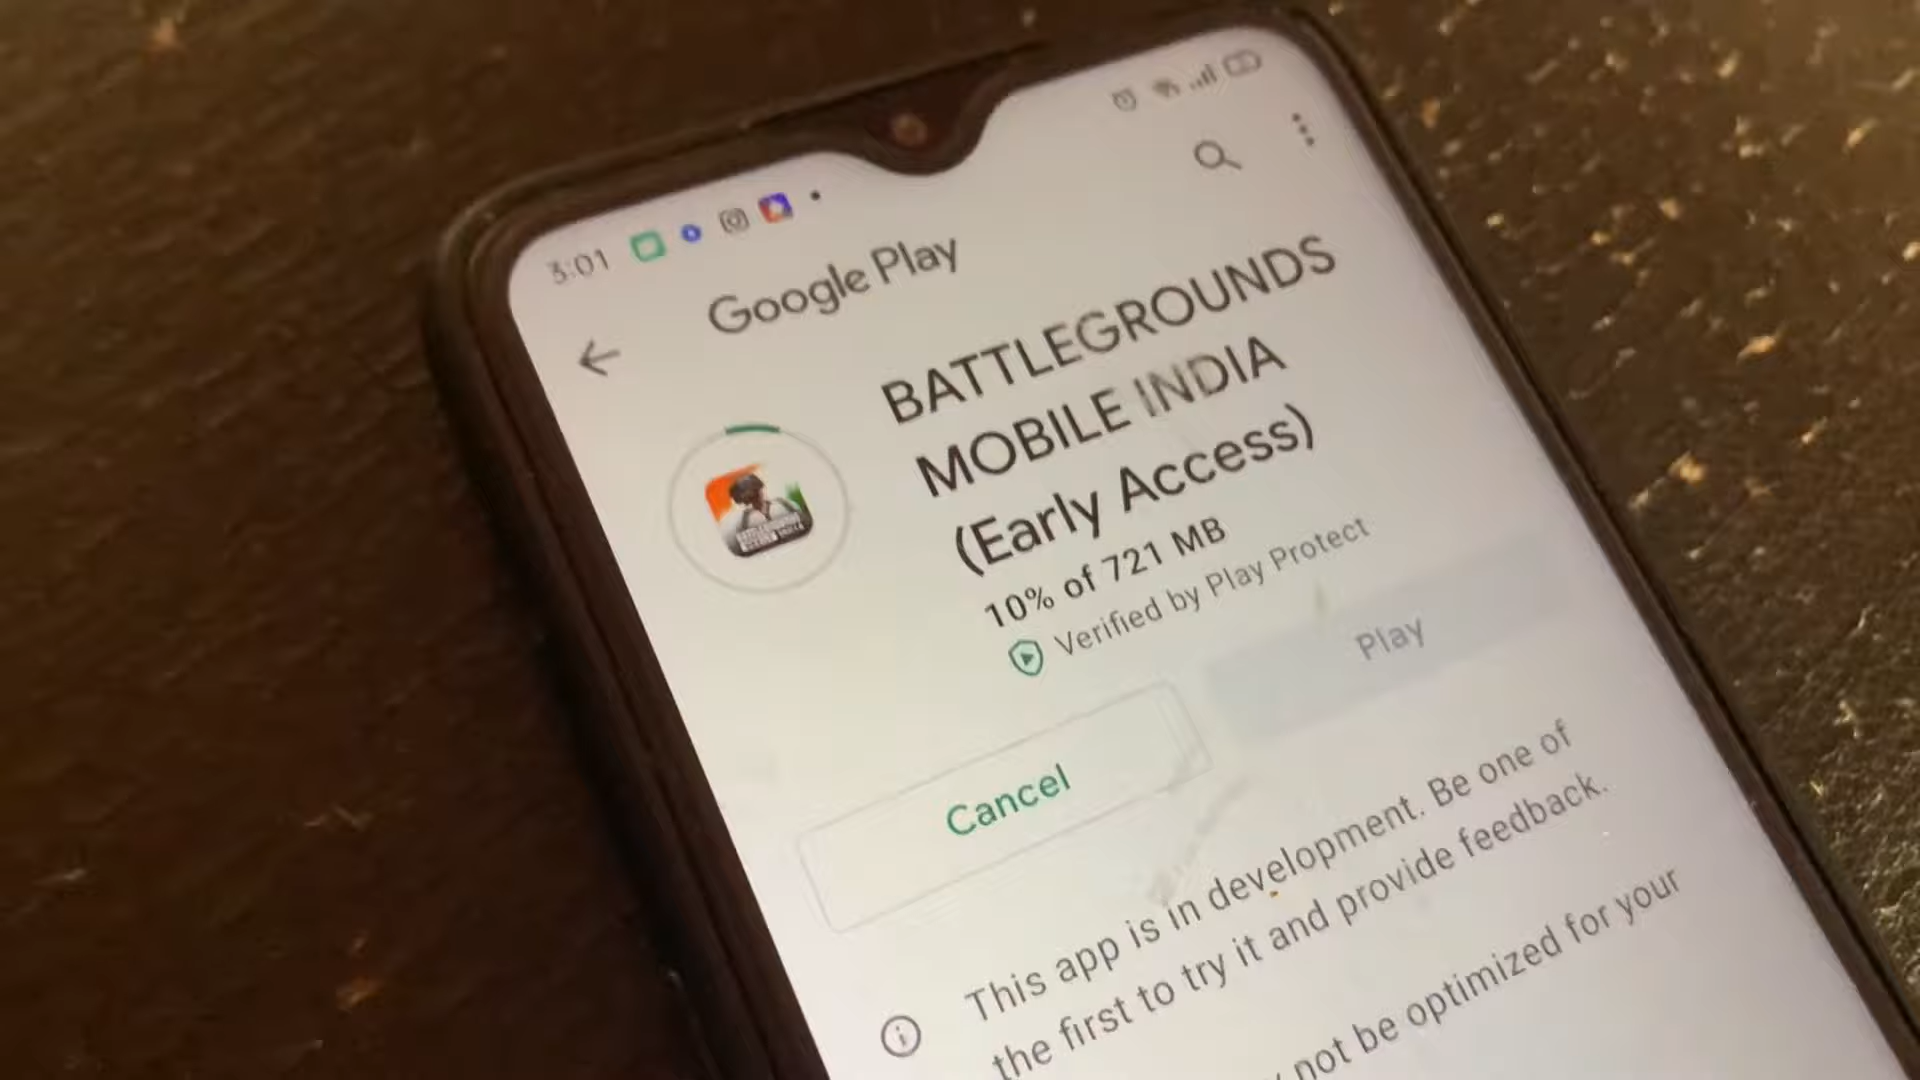 3:01
Google Play
BATTLEGROUNDS
MOBILE INDIA
(Early Access)
10% of 721 MB
Verified by Play Protect
Cancel
Play
This app is in development. Be one of
the first to try it and provide feedback.
not be optimized for your